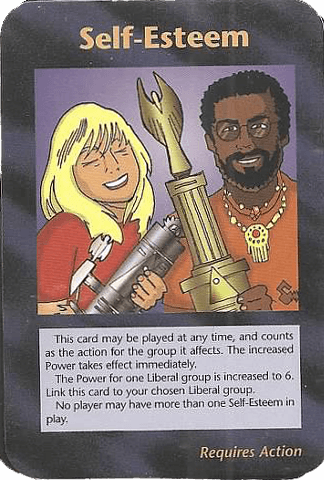 Self-Esteem
This card may be played at any time, and counts
as the action for the group it affects. The increased
Power takes effect immediately.
The Power for one Liberal group is increased to 6.
Link this card to your chosen Liberal group.
No player may have more than one Self-Esteem in
play.
Requires Action